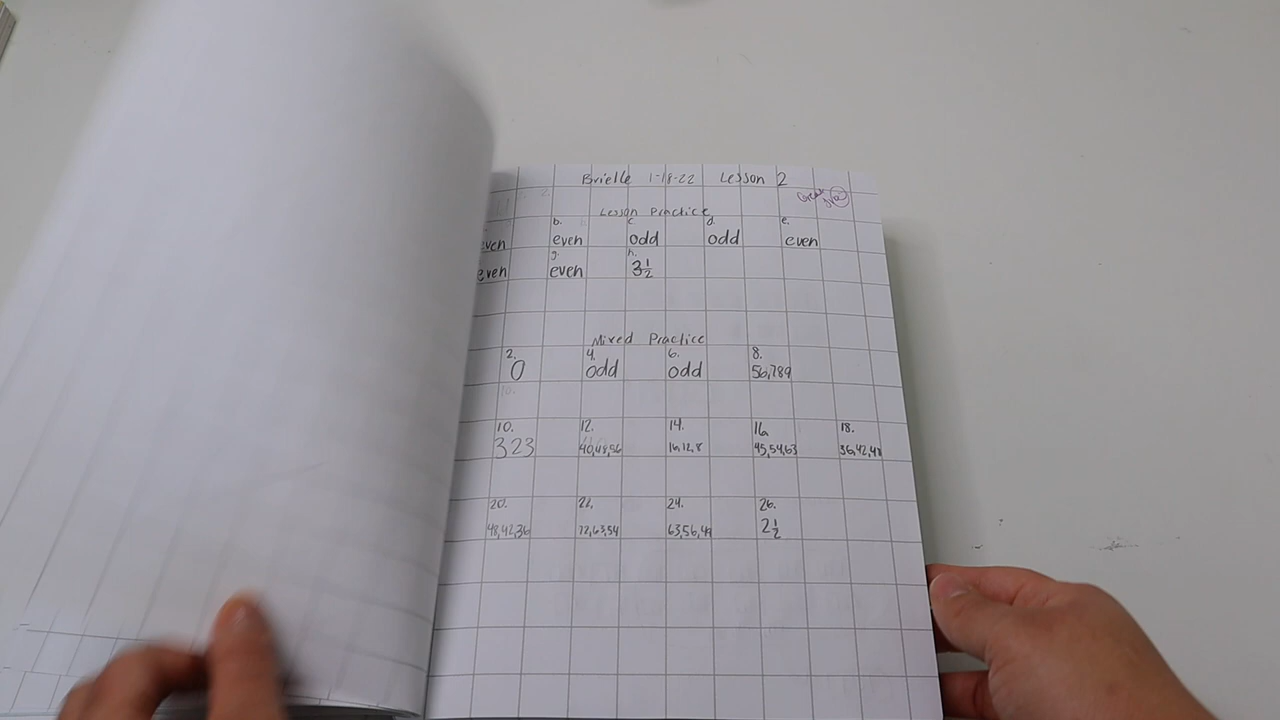 Brielle 1-18-22 Lesson 2
Lesson Practice
b. c d. e.
even even odd odd even
g. h.
even even 3½
Mixed Practice
2. 4. 6. 8.
0 odd odd 56,789
10. 12. 14. 16. 18.
323 40,48,56 16,12,8 45,54,63 36,42,48
20. 22. 24. 26.
48,42,36 72,63,54 63,56,49 2½